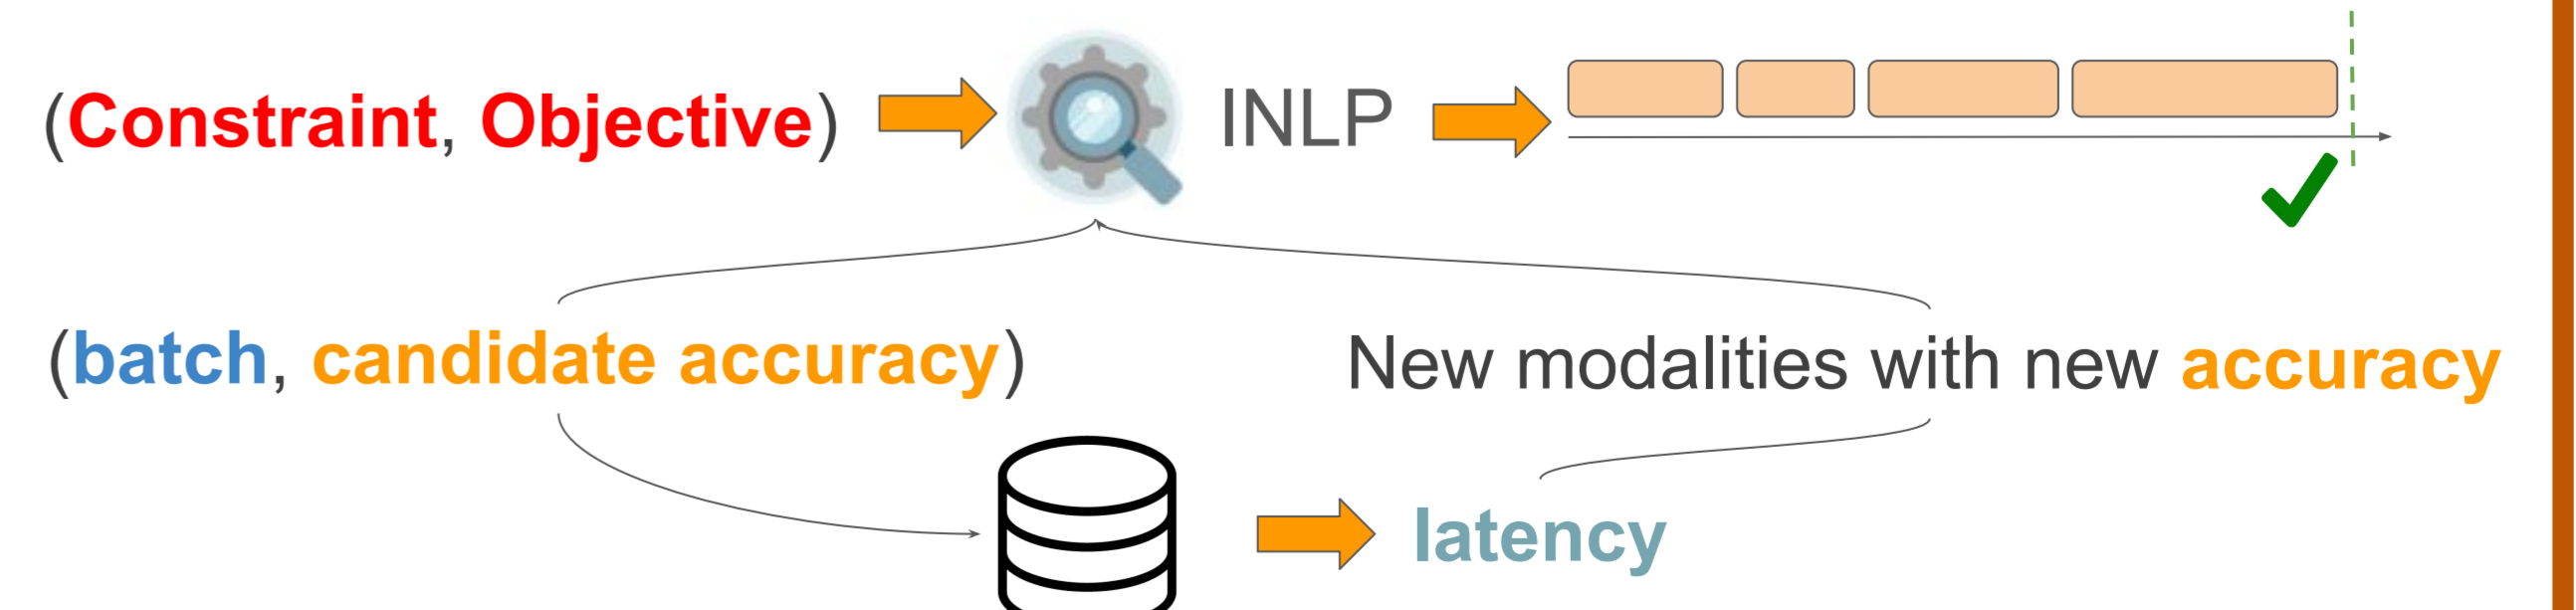 (Constraint, Objective) INLP
(batch, candidate accuracy) New modalities with new accuracy
latency